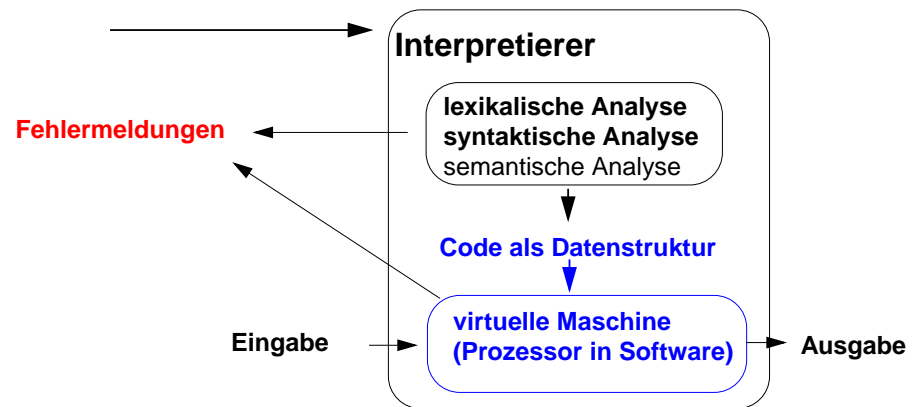 Interpretierer
lexikalische Analyse
syntaktische Analyse
semantische Analyse
Fehlermeldungen
Code als Datenstruktur
virtuelle Maschine
(Prozessor in Software)
Eingabe
Ausgabe